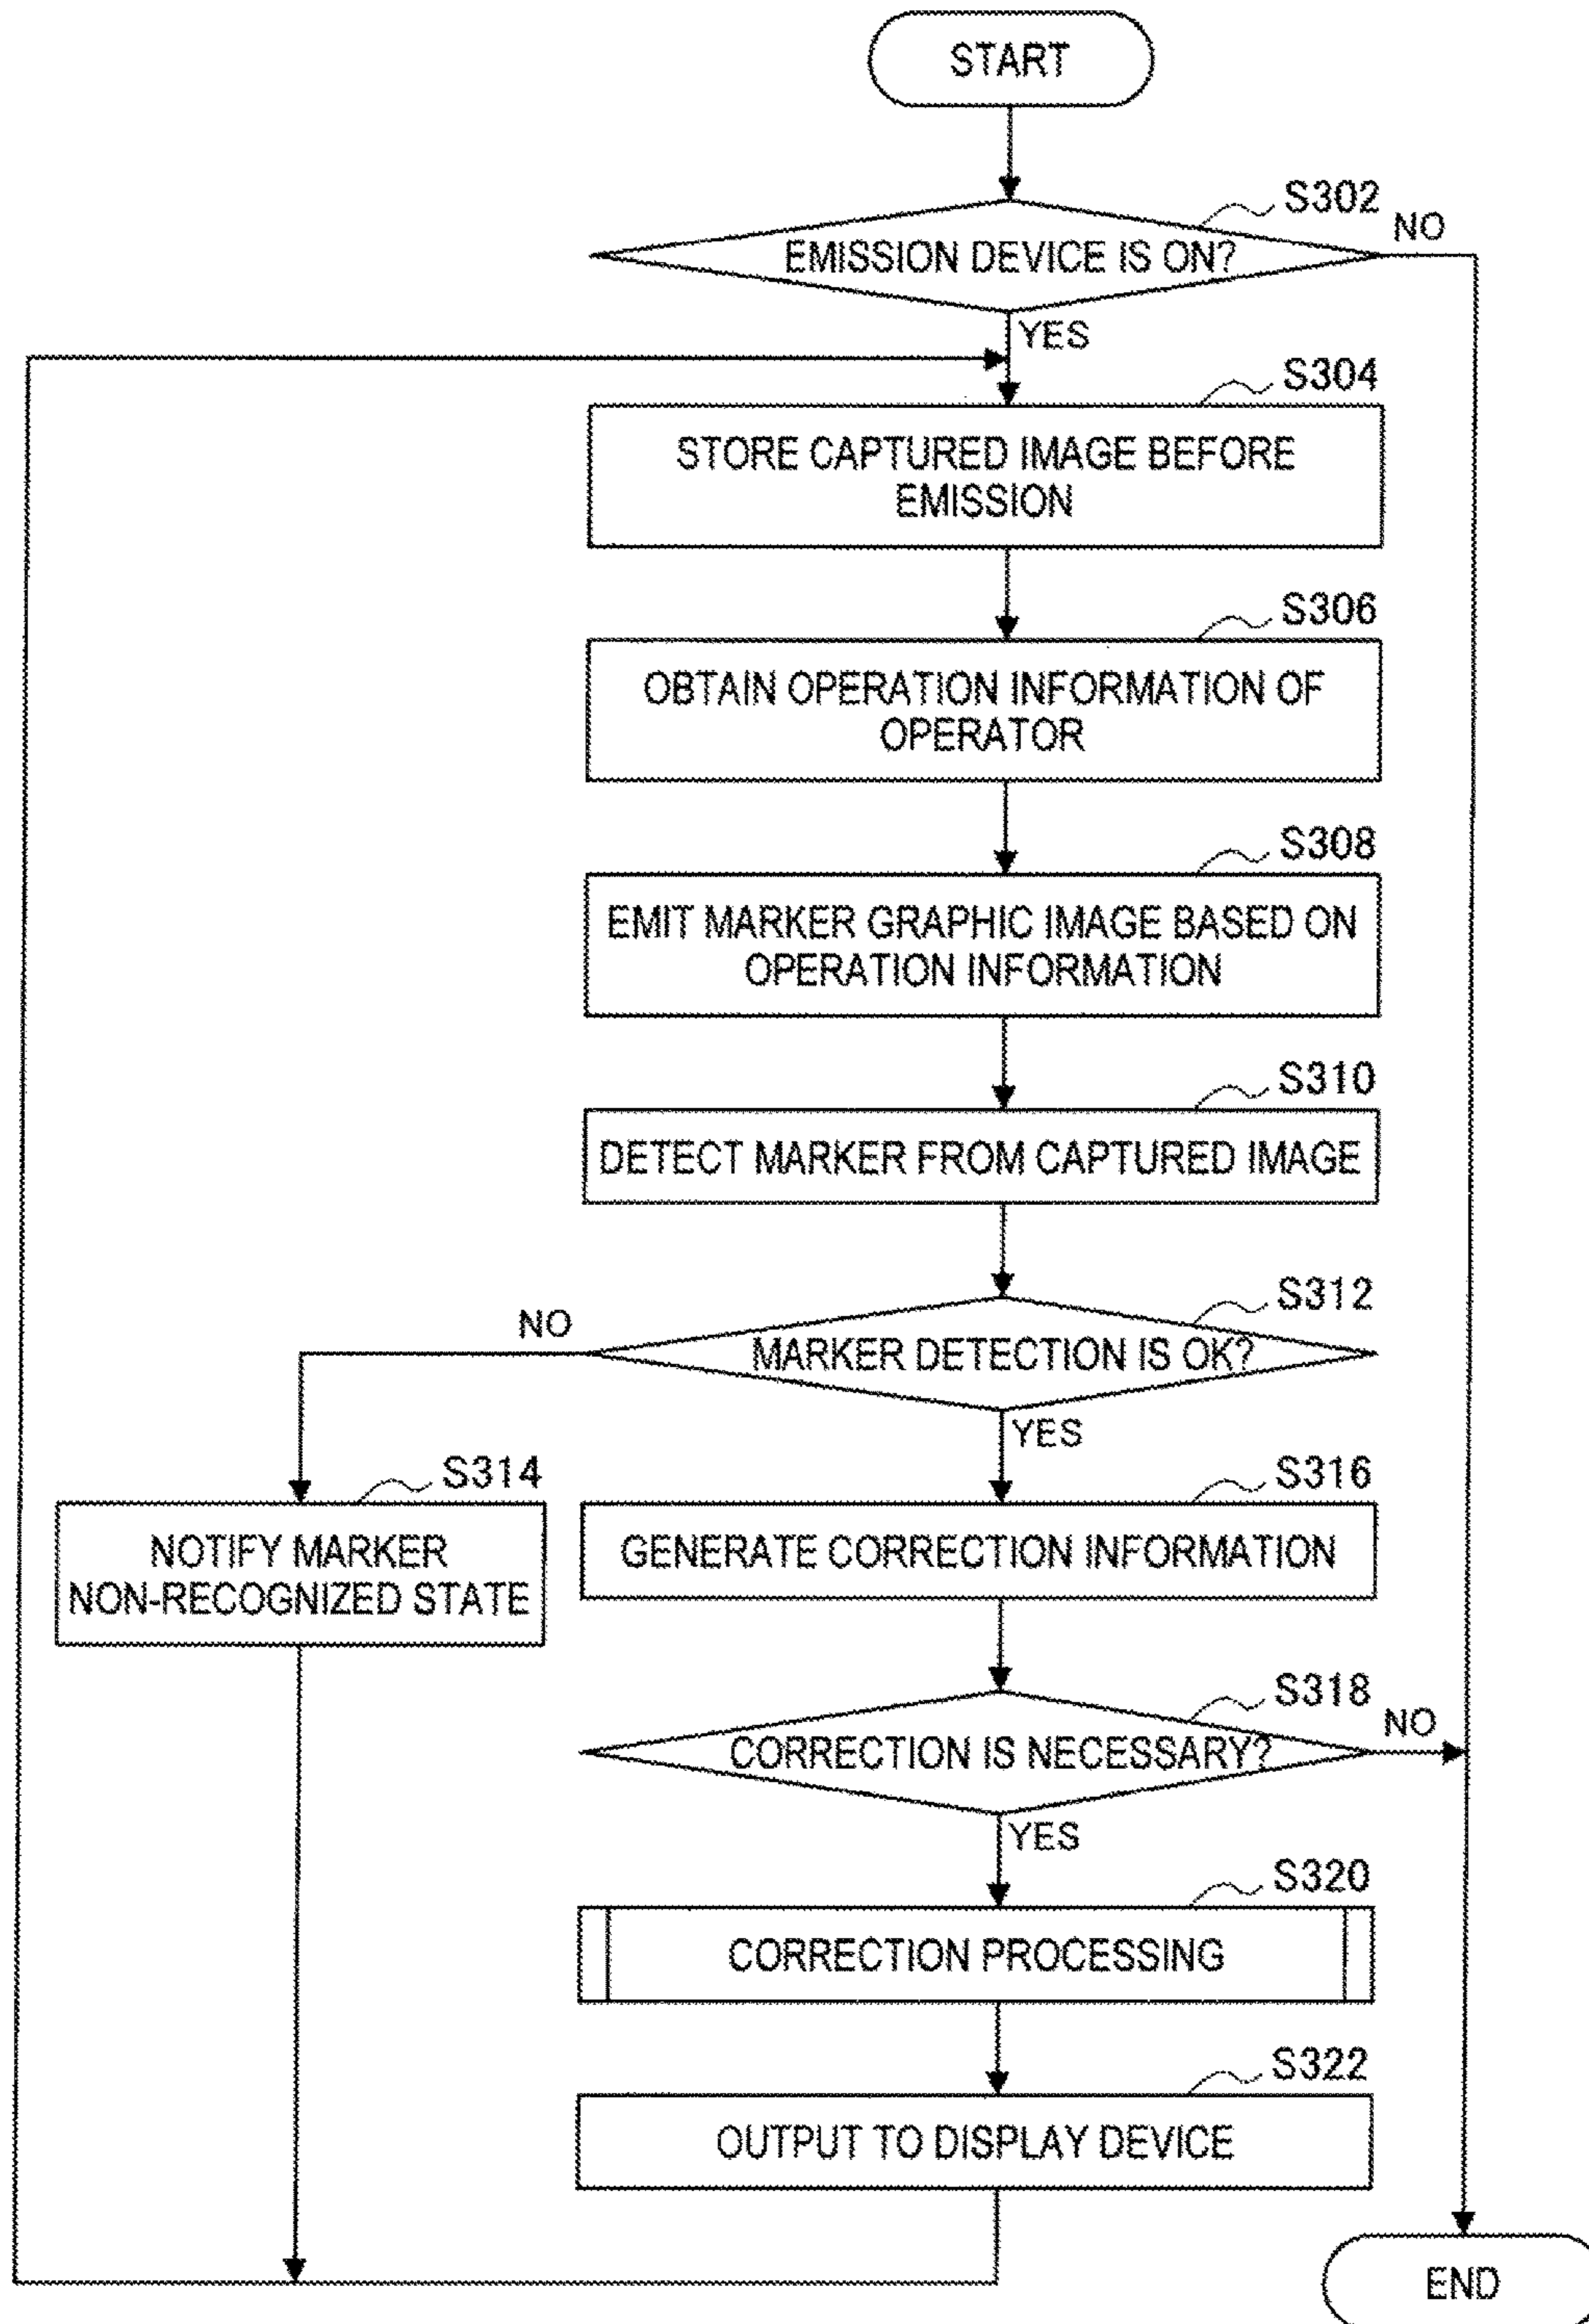 START
S302
NO
EMISSION DEVICE IS ON?
YES
S304
STORE CAPTURED IMAGE BEFORE
EMISSION
S306
OBTAIN OPERATION INFORMATION OF
OPERATOR
S308
EMIT MARKER GRAPHIC IMAGE BASED ON
OPERATION INFORMATION
S310
DETECT MARKER FROM CAPTURED IMAGE
S312
NO
MARKER DETECTION IS OK?
YES
S314
NOTIFY MARKER
NON-RECOGNIZED STATE
S316
GENERATE CORRECTION INFORMATION
S318
NO
CORRECTION IS NECESSARY?
YES
S320
CORRECTION PROCESSING
S322
OUTPUT TO DISPLAY DEVICE
END